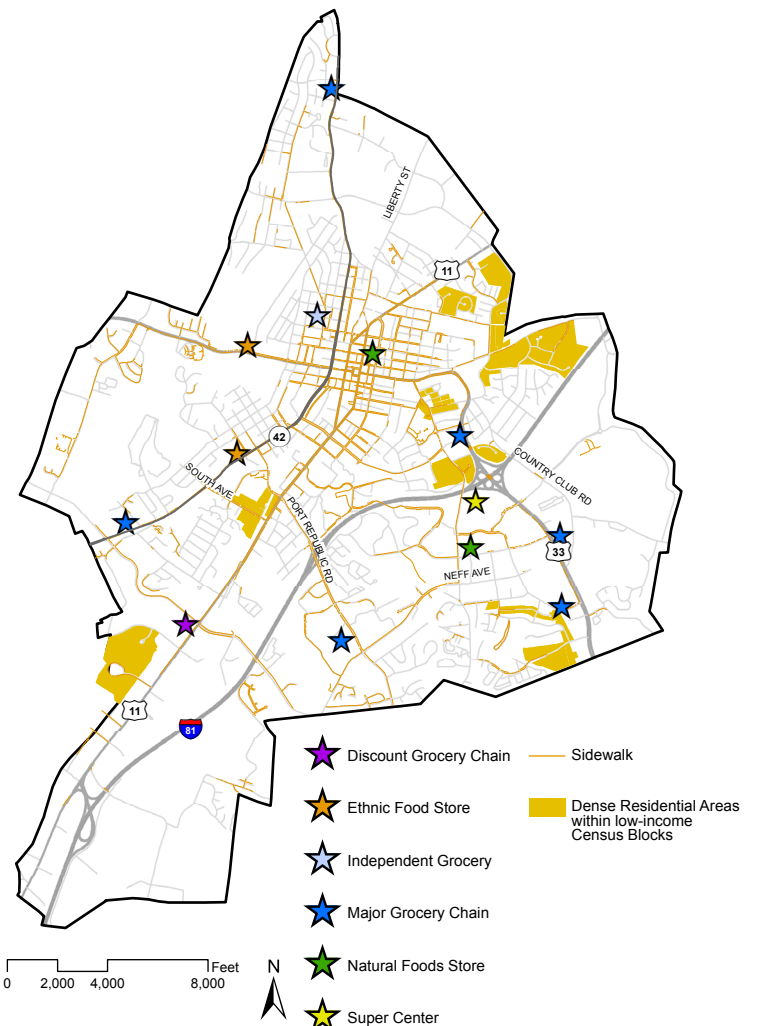 LIBERTY ST
11
42
SOUTH AVE
PORT REPUBLIC RD
COUNTRY CLUB RD
33
NEFF AVE
11
81
Discount Grocery Chain
Sidewalk
Ethnic Food Store
Dense Residential Areas
within low-income
Census Blocks
Independent Grocery
Major Grocery Chain
Natural Foods Store
Super Center
Feet
0 2,000 4,000 8,000
N